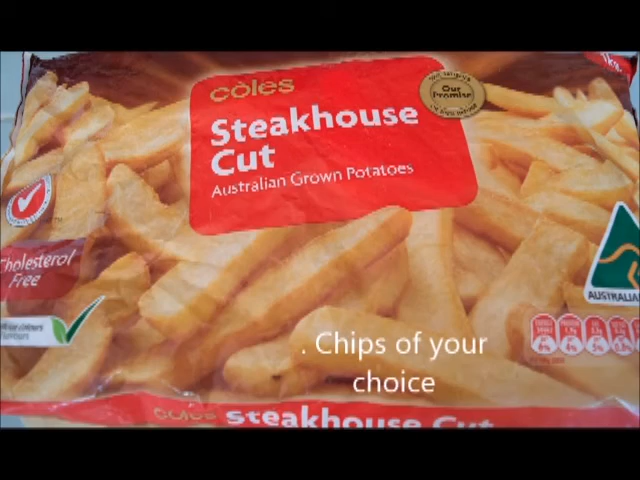 coles
Steakhouse
Cut
Australian Grown Potatoes
Our
Promise
Cholesterol
Free
AUSTRALIAN
. Chips of your
choice
coles steakhouse Cut